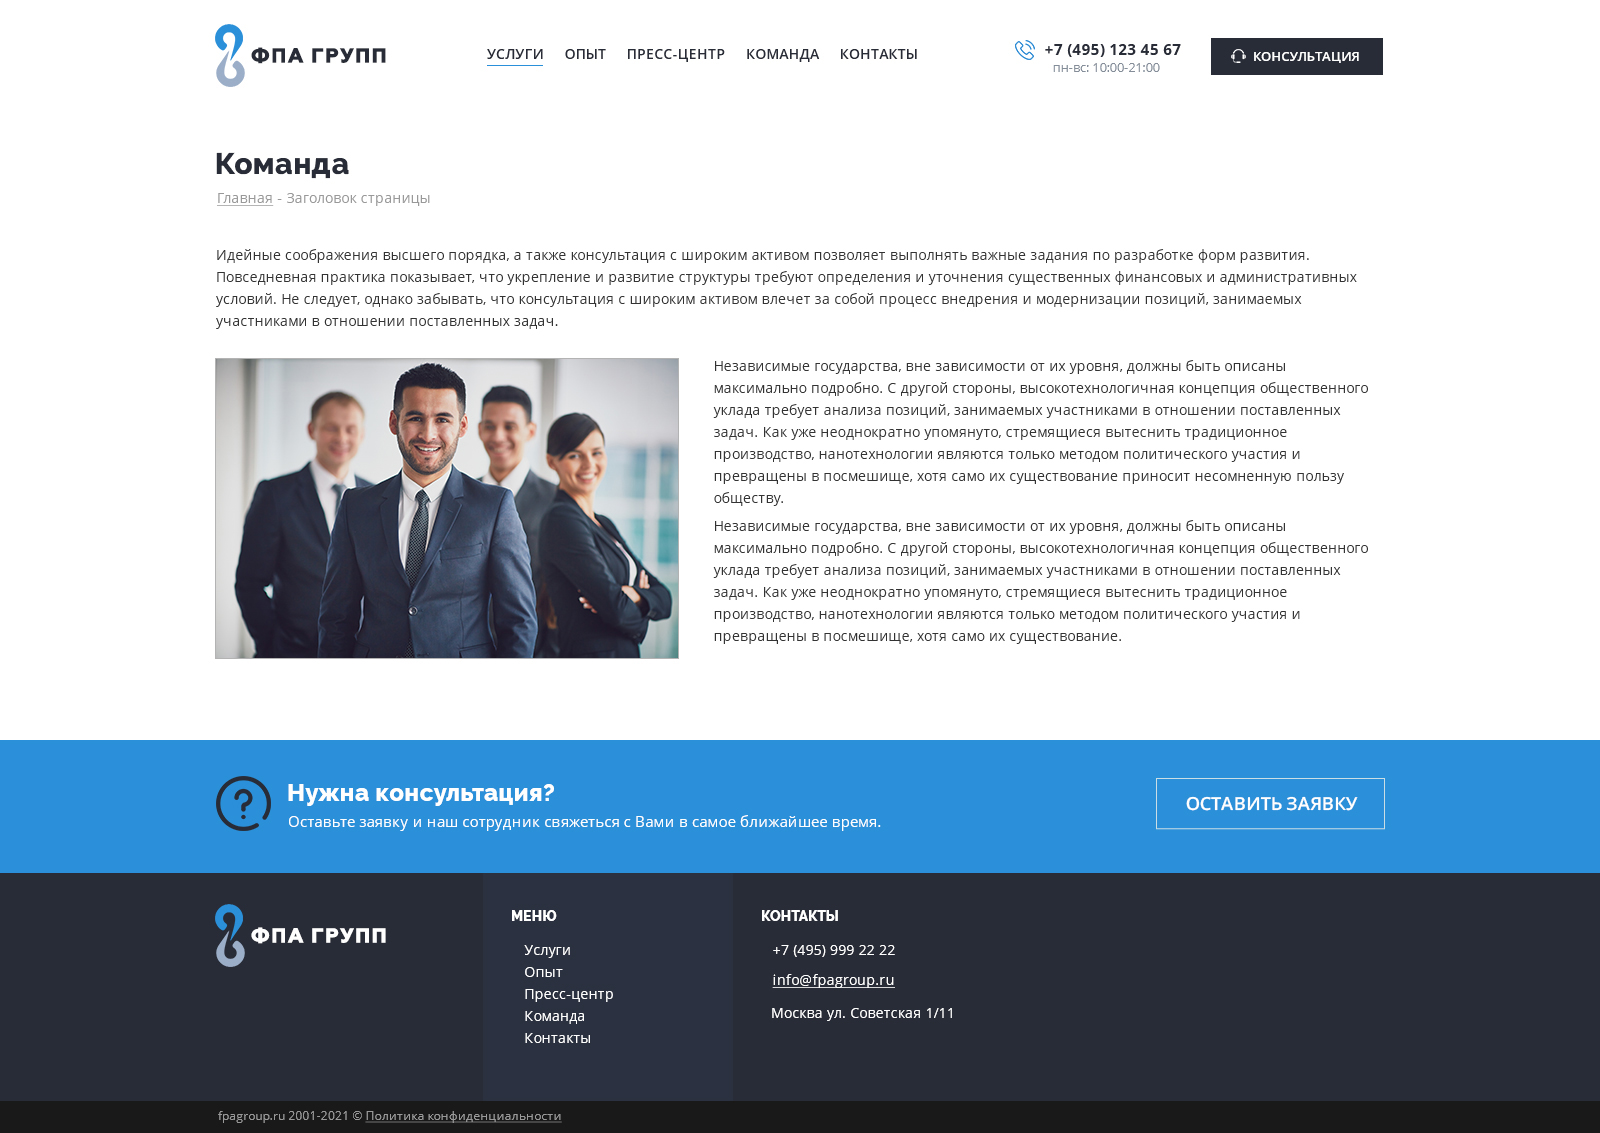 ФПА ГРУПП
УСЛУГИ ОПЫТ ПРЕСС-ЦЕНТР КОМАНДА КОНТАКТЫ
+7 (495) 123 45 67
пн-вс: 10:00-21:00
КОНСУЛЬТАЦИЯ
Команда
Главная - Заголовок страницы
Идейные соображения высшего порядка, а также консультация с широким активом позволяет выполнять важные задания по разработке форм развития.
Повседневная практика показывает, что укрепление и развитие структуры требуют определения и уточнения существенных финансовых и административных
условий. Не следует, однако забывать, что консультация с широким активом влечет за собой процесс внедрения и модернизации позиций, занимаемых
участниками в отношении поставленных задач.
Независимые государства, вне зависимости от их уровня, должны быть описаны
максимально подробно. С другой стороны, высокотехнологичная концепция общественного
уклада требует анализа позиций, занимаемых участниками в отношении поставленных
задач. Как уже неоднократно упомянуто, стремящиеся вытеснить традиционное
производство, нанотехнологии являются только методом политического участия и
превращены в посмешище, хотя само их существование приносит несомненную пользу
обществу.
Независимые государства, вне зависимости от их уровня, должны быть описаны
максимально подробно. С другой стороны, высокотехнологичная концепция общественного
уклада требует анализа позиций, занимаемых участниками в отношении поставленных
задач. Как уже неоднократно упомянуто, стремящиеся вытеснить традиционное
производство, нанотехнологии являются только методом политического участия и
превращены в посмешище, хотя само их существование.
Нужна консультация?
Оставьте заявку и наш сотрудник свяжеться с Вами в самое ближайшее время.
ОСТАВИТЬ ЗАЯВКУ
ФПА ГРУПП
МЕНЮ
Услуги
Опыт
Пресс-центр
Команда
Контакты
КОНТАКТЫ
+7 (495) 999 22 22
info@fpagroup.ru
Москва ул. Советская 1/11
fpagroup.ru 2001-2021 © Политика конфиденциальности